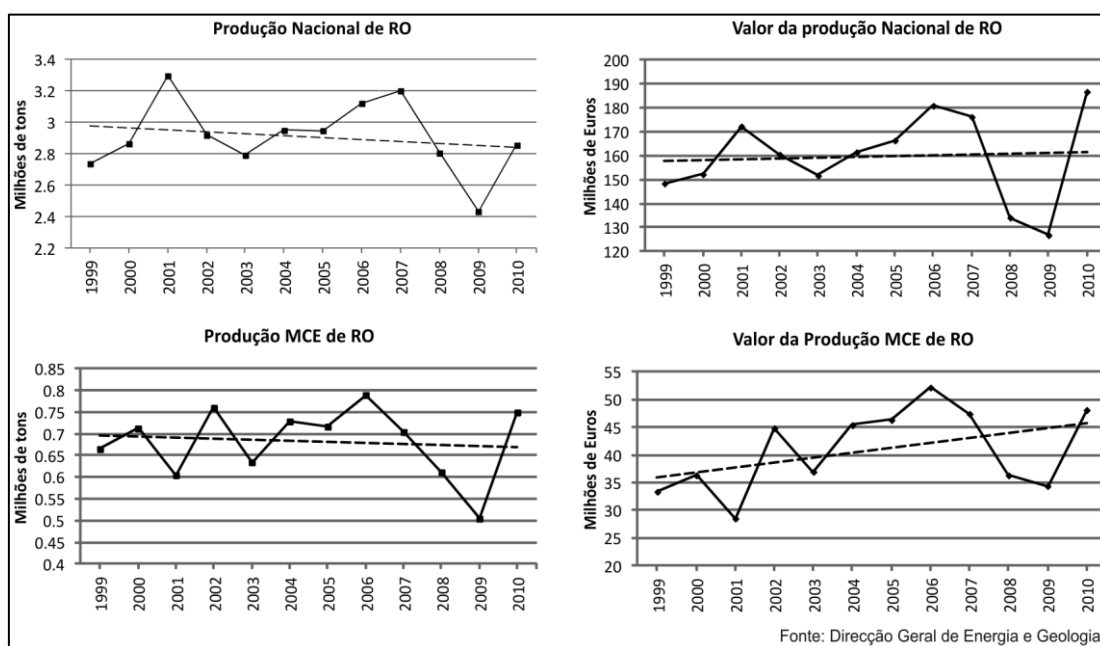 Produção Nacional de RO
Milhões de tons
3.4
3.2
3
2.8
2.6
2.4
2.2
1999 2000 2001 2002 2003 2004 2005 2006 2007 2008 2009 2010
Valor da produção Nacional de RO
Milhões de Euros
200
190
180
170
160
150
140
130
120
1999 2000 2001 2002 2003 2004 2005 2006 2007 2008 2009 2010
Produção MCE de RO
Milhões de tons
0.85
0.8
0.75
0.7
0.65
0.6
0.55
0.5
0.45
0.4
1999 2000 2001 2002 2003 2004 2005 2006 2007 2008 2009 2010
Valor da Produção MCE de RO
Milhões de Euros
55
50
45
40
35
30
25
20
1999 2000 2001 2002 2003 2004 2005 2006 2007 2008 2009 2010
Fonte: Direcção Geral de Energia e Geologia